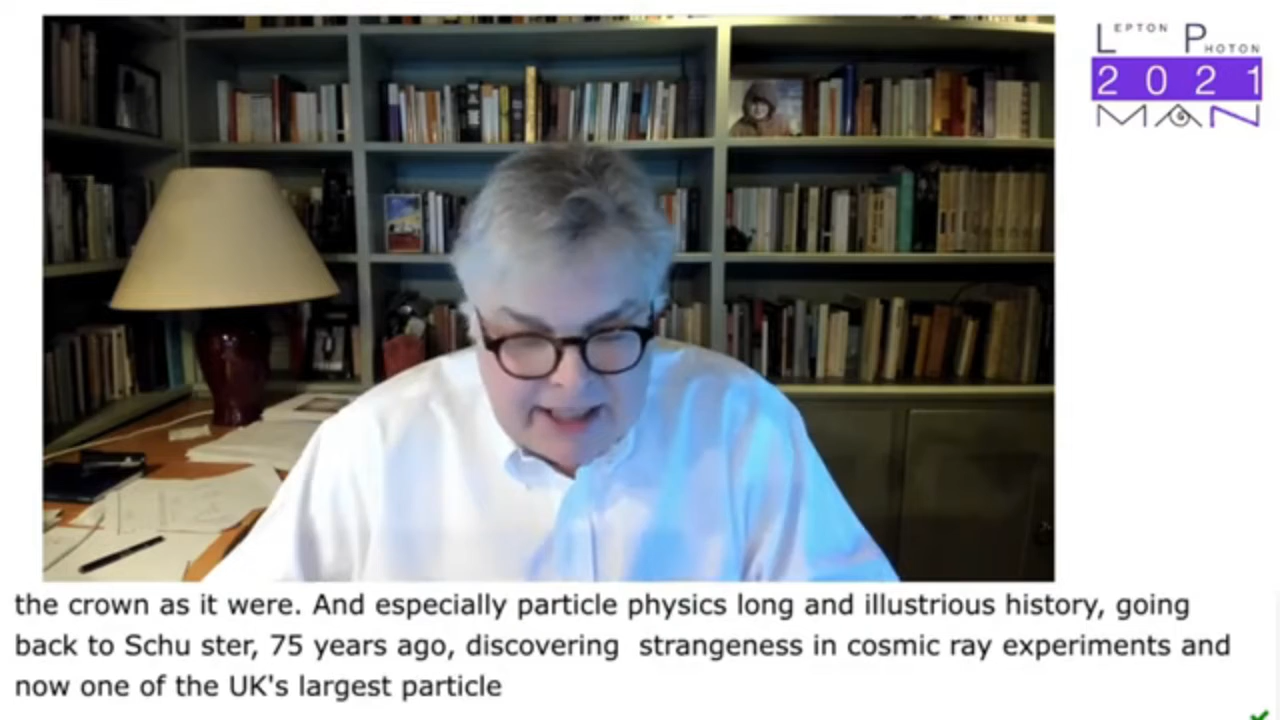 LEPTON PHOTON
2021
MAN
the crown as it were. And especially particle physics long and illustrious history, going
back to Schu ster, 75 years ago, discovering  strangeness in cosmic ray experiments and
now one of the UK's largest particle